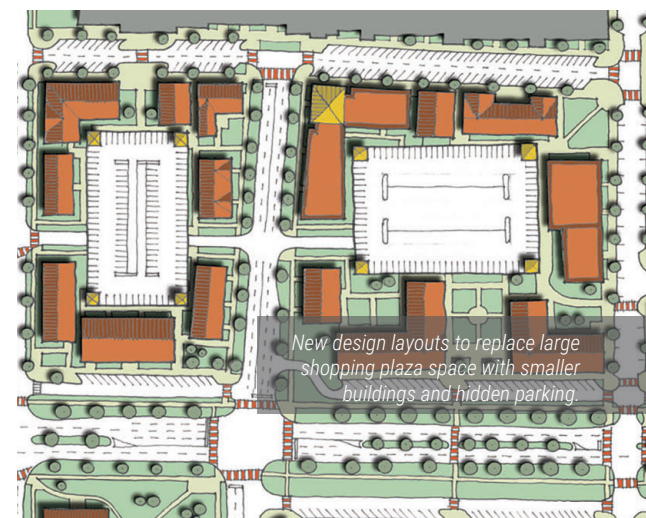 New design layouts to replace large
shopping plaza space with smaller
buildings and hidden parking.